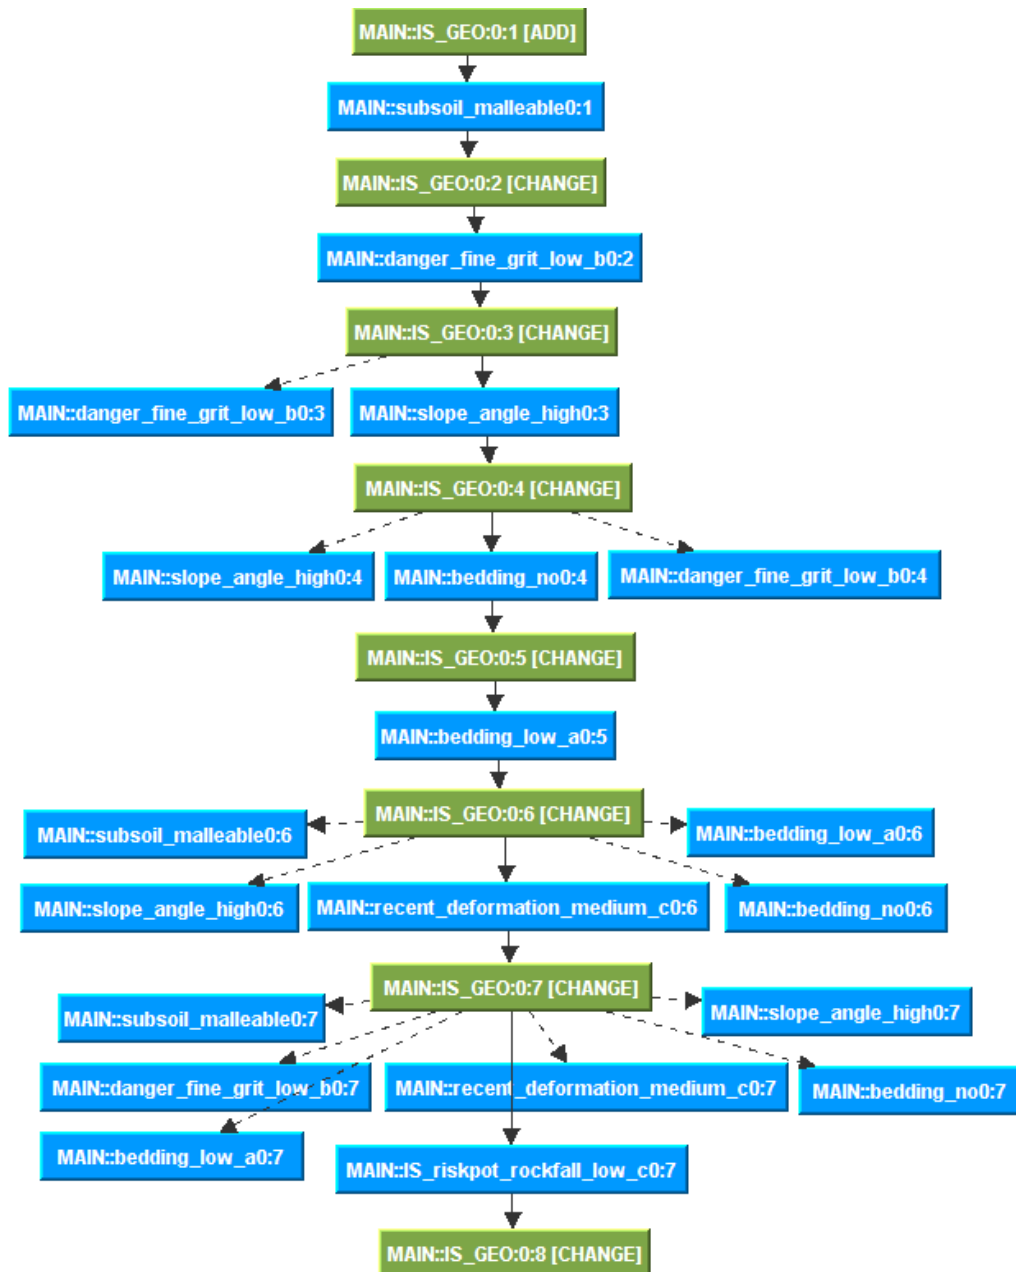 MAIN::IS_GEO:0:1 [ADD]
MAIN::subsoil_malleable0:1
MAIN::IS_GEO:0:2 [CHANGE]
MAIN::danger_fine_grit_low_b0:2
MAIN::IS_GEO:0:3 [CHANGE]
MAIN::danger_fine_grit_low_b0:3
MAIN::slope_angle_high0:3
MAIN::IS_GEO:0:4 [CHANGE]
MAIN::slope_angle_high0:4
MAIN::bedding_no0:4
MAIN::danger_fine_grit_low_b0:4
MAIN::IS_GEO:0:5 [CHANGE]
MAIN::bedding_low_a0:5
MAIN::IS_GEO:0:6 [CHANGE]
MAIN::subsoil_malleable0:6
MAIN::bedding_low_a0:6
MAIN::slope_angle_high0:6
MAIN::recent_deformation_medium_c0:6
MAIN::bedding_no0:6
MAIN::IS_GEO:0:7 [CHANGE]
MAIN::subsoil_malleable0:7
MAIN::slope_angle_high0:7
MAIN::danger_fine_grit_low_b0:7
MAIN::recent_deformation_medium_c0:7
MAIN::bedding_no0:7
MAIN::bedding_low_a0:7
MAIN::IS_riskpot_rockfall_low_c0:7
MAIN::IS_GEO:0:8 [CHANGE]